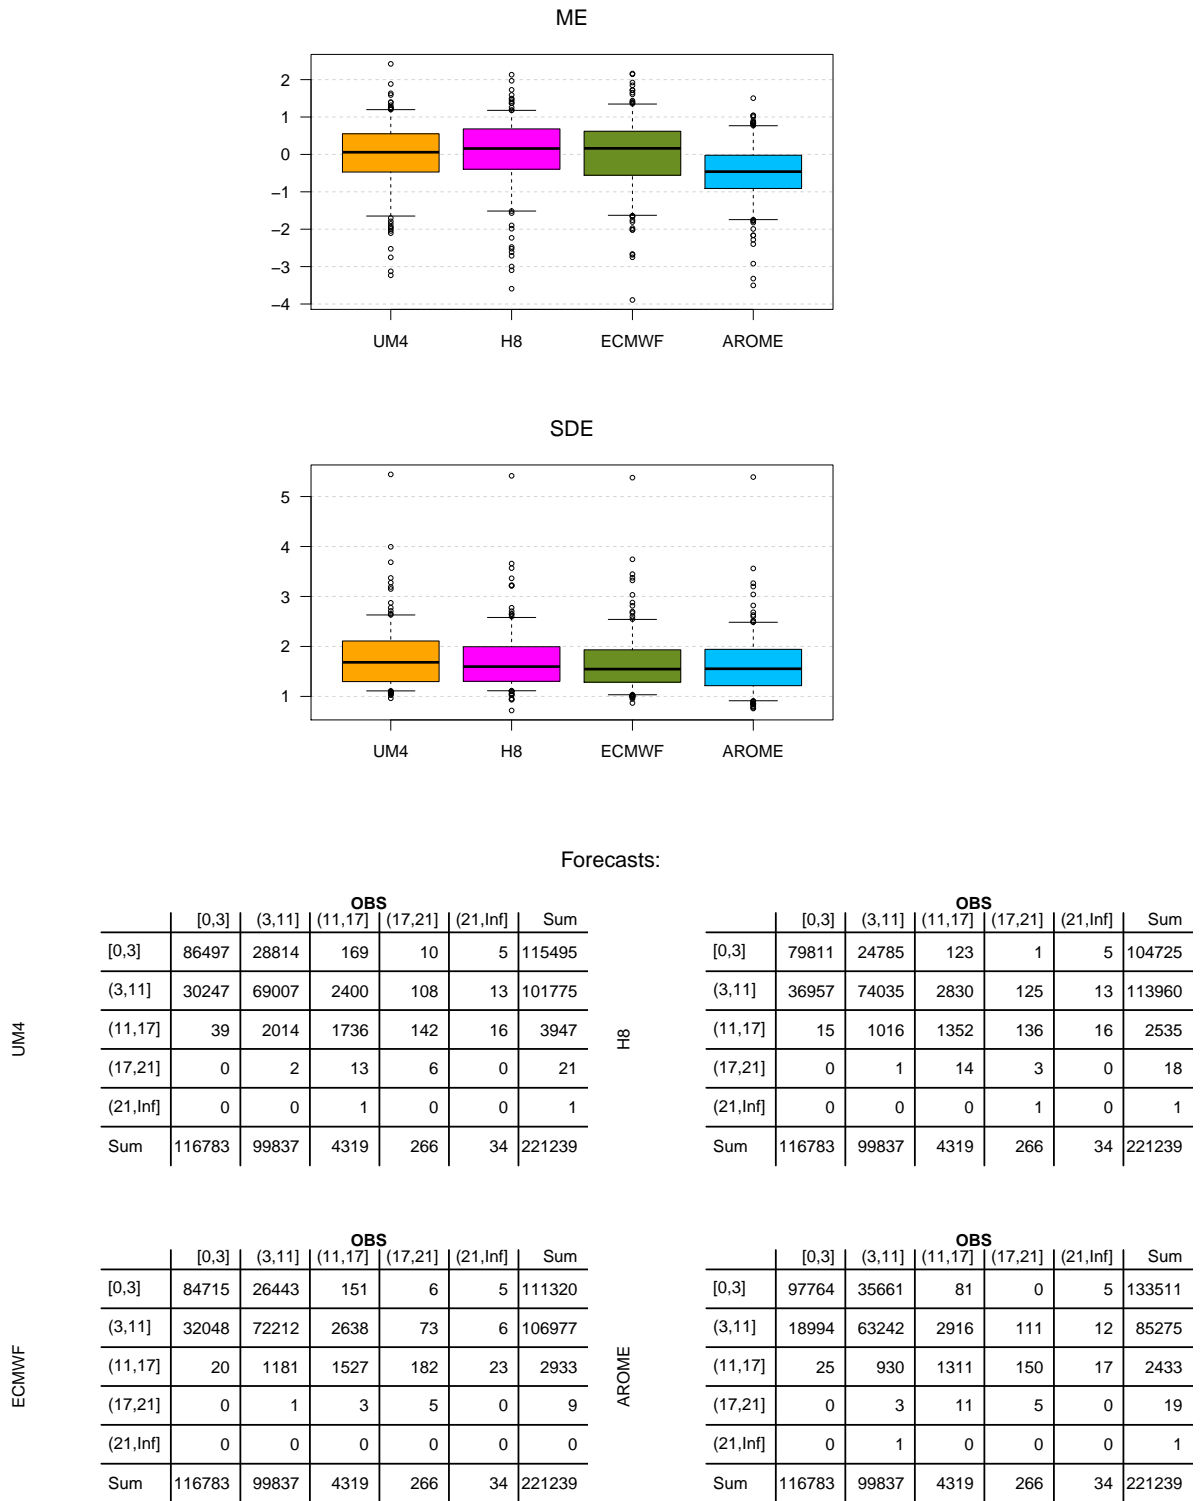 ME
2
1
0
−1
−2
−3
−4
UM4 H8 ECMWF AROME
SDE
5
4
3
2
1
UM4 H8 ECMWF AROME
Forecasts:
UM4
OBS
[0,3] (3,11] (11,17] (17,21] (21,Inf] Sum
[0,3] 86497 28814 169 10 5 115495
(3,11] 30247 69007 2400 108 13 101775
(11,17] 39 2014 1736 142 16 3947
(17,21] 0 2 13 6 0 21
(21,Inf] 0 0 1 0 0 1
Sum 116783 99837 4319 266 34 221239
H8
OBS
[0,3] (3,11] (11,17] (17,21] (21,Inf] Sum
[0,3] 79811 24785 123 1 5 104725
(3,11] 36957 74035 2830 125 13 113960
(11,17] 15 1016 1352 136 16 2535
(17,21] 0 1 14 3 0 18
(21,Inf] 0 0 0 1 0 1
Sum 116783 99837 4319 266 34 221239
ECMWF
OBS
[0,3] (3,11] (11,17] (17,21] (21,Inf] Sum
[0,3] 84715 26443 151 6 5 111320
(3,11] 32048 72212 2638 73 6 106977
(11,17] 20 1181 1527 182 23 2933
(17,21] 0 1 3 5 0 9
(21,Inf] 0 0 0 0 0 0
Sum 116783 99837 4319 266 34 221239
AROME
OBS
[0,3] (3,11] (11,17] (17,21] (21,Inf] Sum
[0,3] 97764 35661 81 0 5 133511
(3,11] 18994 63242 2916 111 12 85275
(11,17] 25 930 1311 150 17 2433
(17,21] 0 3 11 5 0 19
(21,Inf] 0 1 0 0 0 1
Sum 116783 99837 4319 266 34 221239